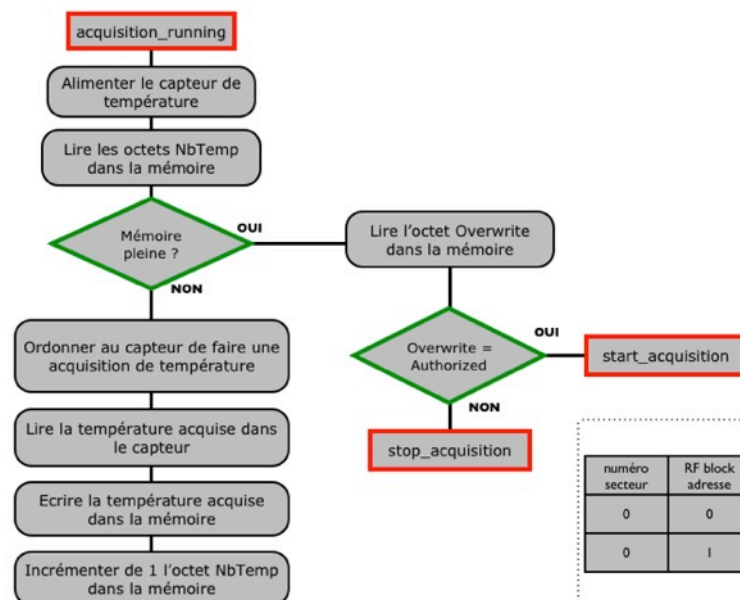 acquisition_running
Alimenter le capteur de
température
Lire les octets NbTemp
dans la mémoire
Mémoire
pleine ?
OUI
NON
Lire l'octet Overwrite
dans la mémoire
Overwrite =
Authorized
OUI
NON
start_acquisition
stop_acquisition
Ordonner au capteur de faire une
acquisition de température
Lire la température acquise dans
le capteur
Ecrire la température acquise
dans la mémoire
Incrémenter de 1 l'octet NbTemp
dans la mémoire
numéro
secteur
RF block
adresse
0 0
0 1